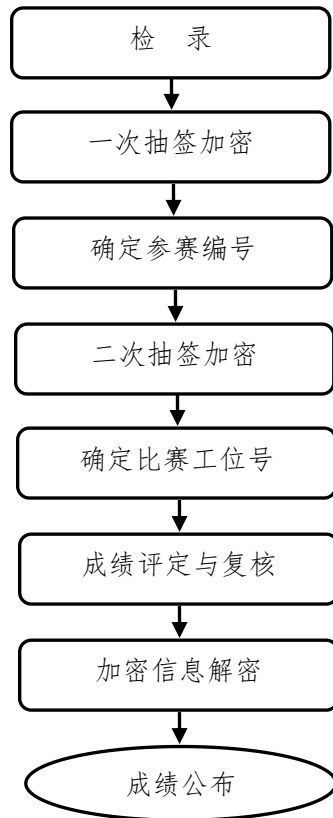 检 录
一次抽签加密
确定参赛编号
二次抽签加密
确定比赛工位号
成绩评定与复核
加密信息解密
成绩公布